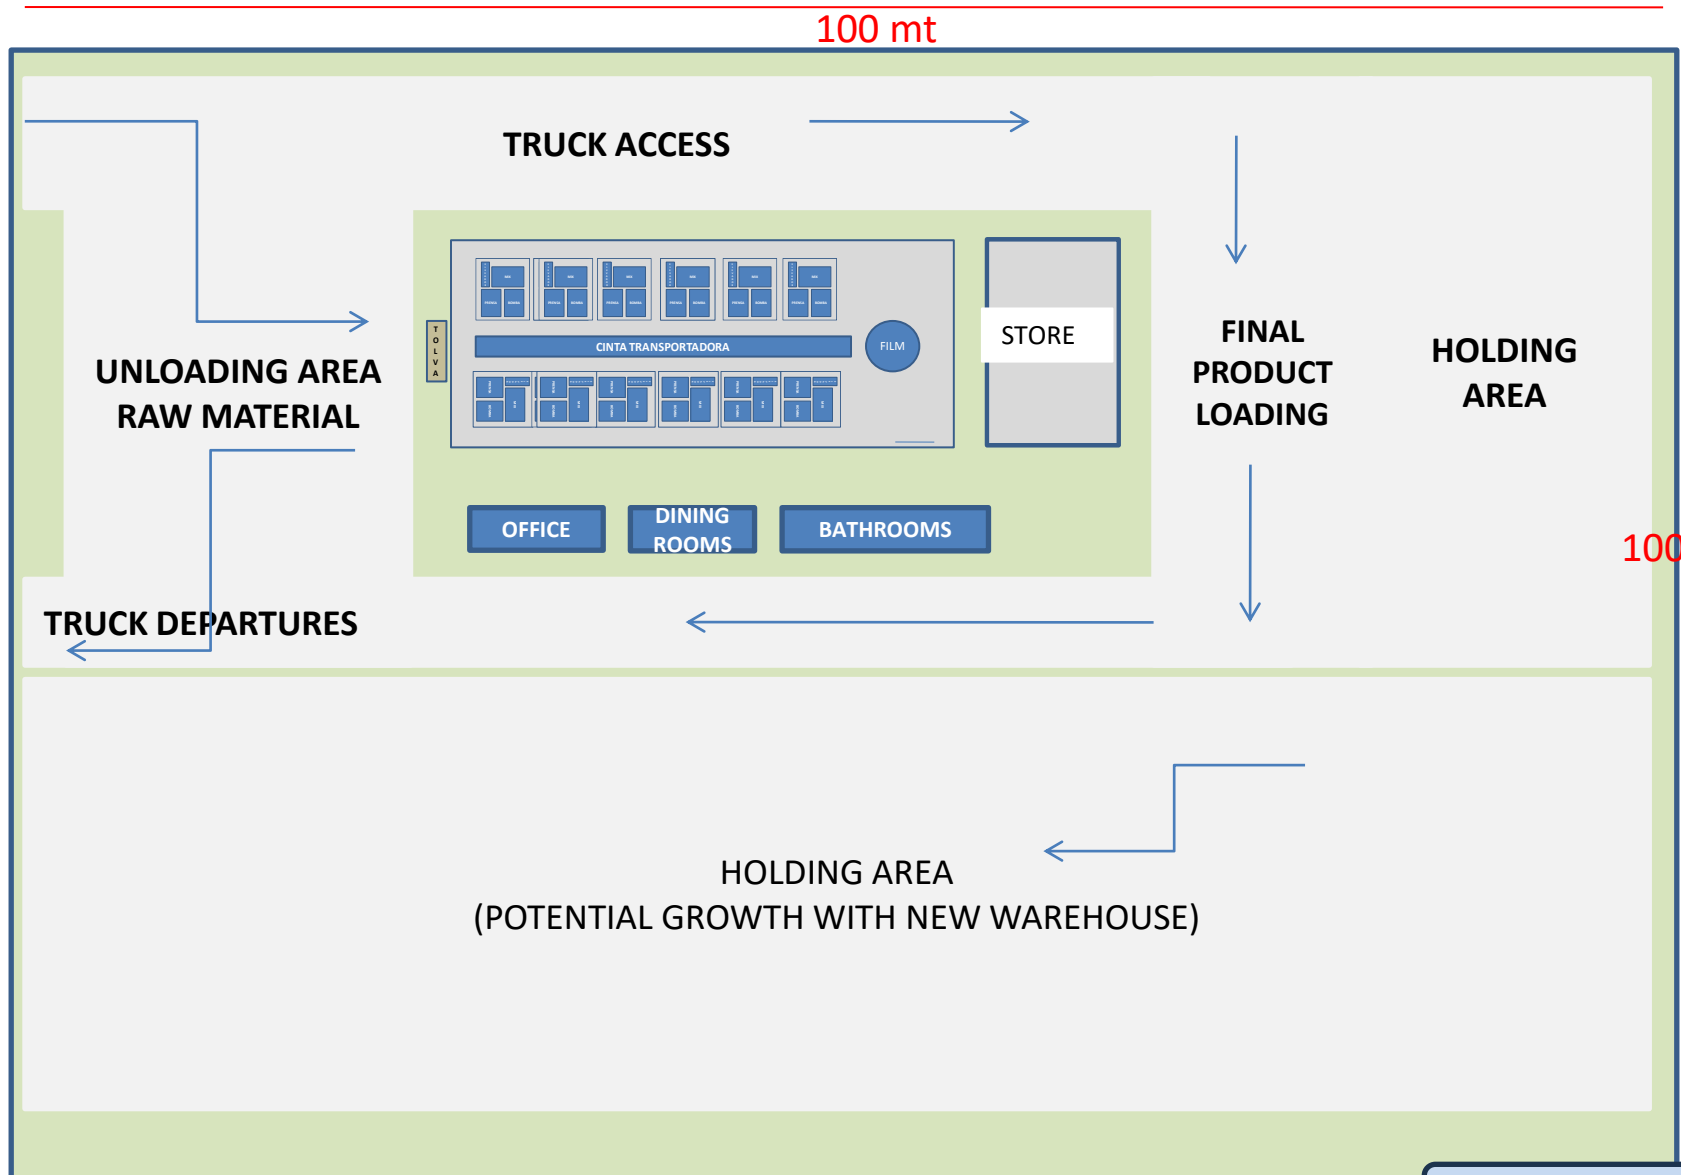 100 mt
TRUCK ACCESS
TOLVA
CINTA TRANSPORTADORA
FILM
STORE
UNLOADING AREA
RAW MATERIAL
FINAL
PRODUCT
LOADING
HOLDING
AREA
OFFICE
DINING
ROOMS
BATHROOMS
100
TRUCK DEPARTURES
HOLDING AREA
(POTENTIAL GROWTH WITH NEW WAREHOUSE)